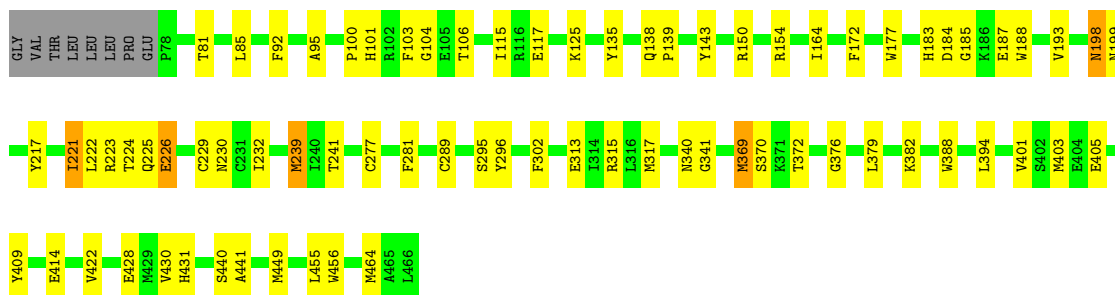 GLY VAL THR LEU LEU LEU PRO GLU P78 T81 L85 F92 A95 P100 H101 R102 F103 G104 E105 T106 I115 R116 E117 K125 Y135 Q138 P139 Y143 R150 R154 I164 F172 W177 H183 D184 G185 K186 E187 W188 V193 N198 N199
Y217 I221 L222 R223 T224 Q225 E226 C229 N230 C231 I232 M239 I240 T241 C277 F281 C289 S295 Y296 F302 E313 I314 R315 L316 M317 N340 G341 M369 S370 K371 T372 G376 L379 K382 W388 L394 V401 S402 M403 E404 E405
Y409 E414 V422 E428 M429 V430 H431 S440 A441 M449 L455 W456 M464 A465 L466